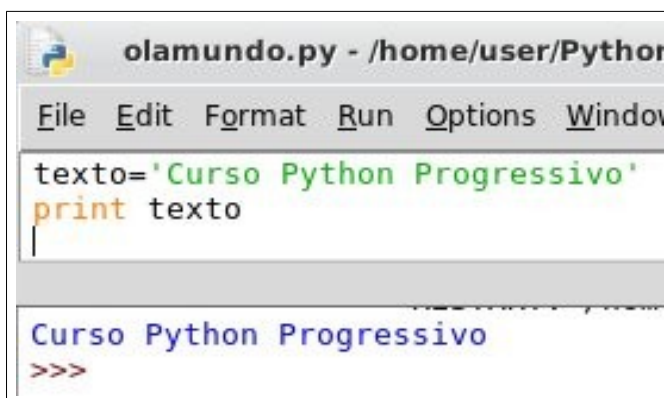 olamundo.py - /home/user/Python
File Edit Format Run Options Window
texto='Curso Python Progressivo'
print texto
Curso Python Progressivo
>>>